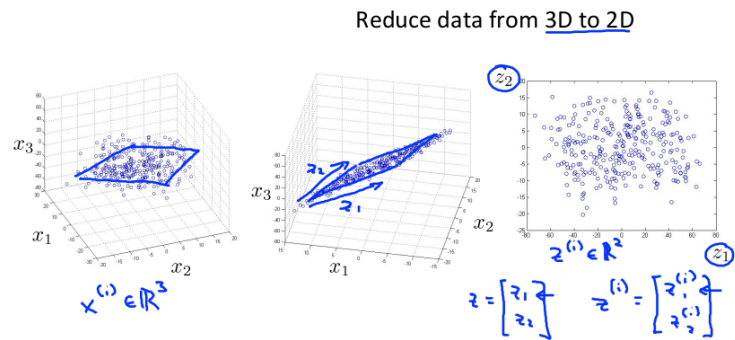 Reduce data from 3D to 2D
x₃
x₁
x₂
x^(i) ∈ ℝ³
x₃
z₂
z₁
x₁
x₂
z₂
z₁
z^(i) ∈ ℝ²
z = [z₁ z₂]
z^(i) = [z₁^(i) z₂^(i)]